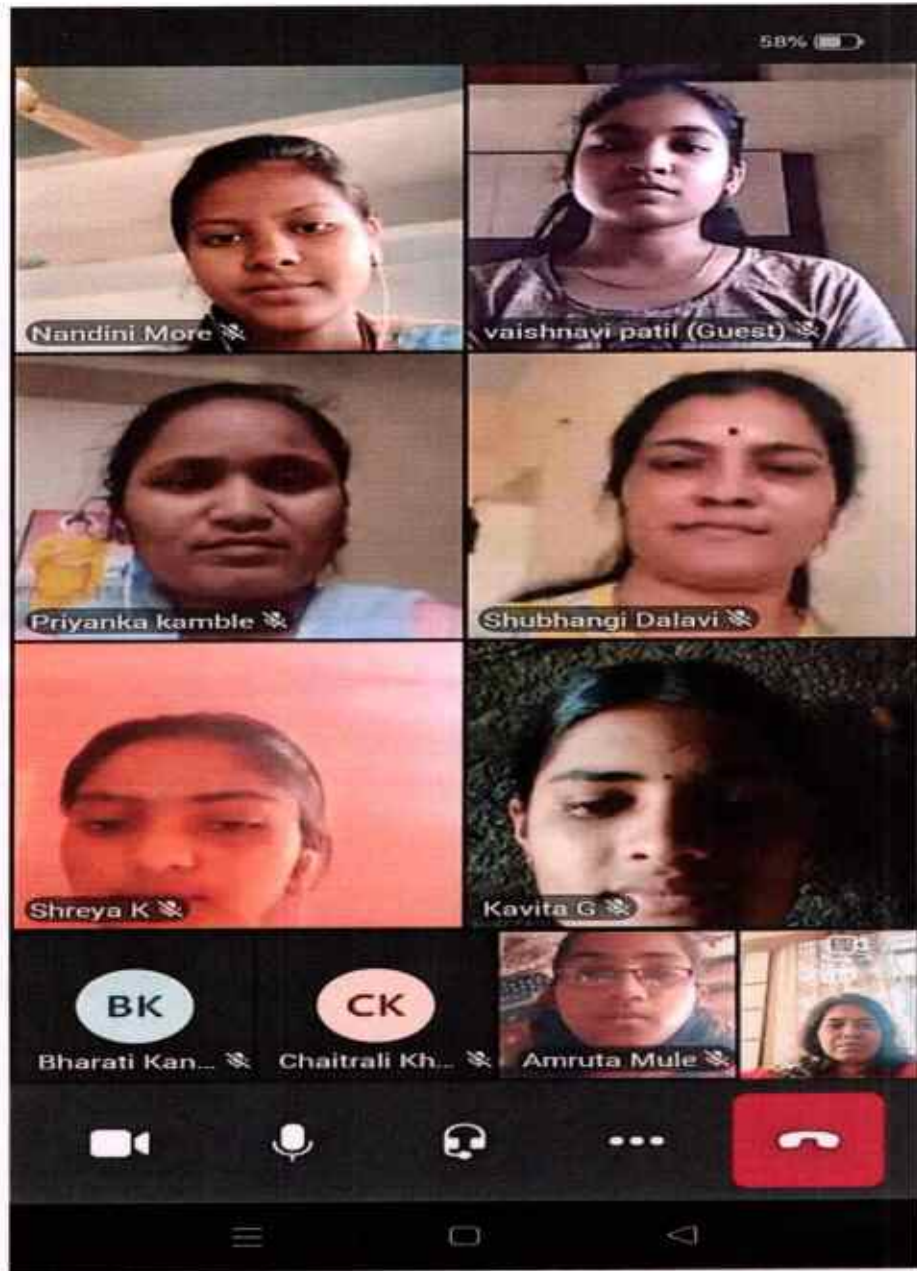 58%
Nandini More
vaishnavi patil (Guest)
Priyanka kamble
Shubhangi Dalavi
Shreya K
Kavita G
BK
CK
Bharati Kan...
Chaitrali Kh...
Amruta Mule